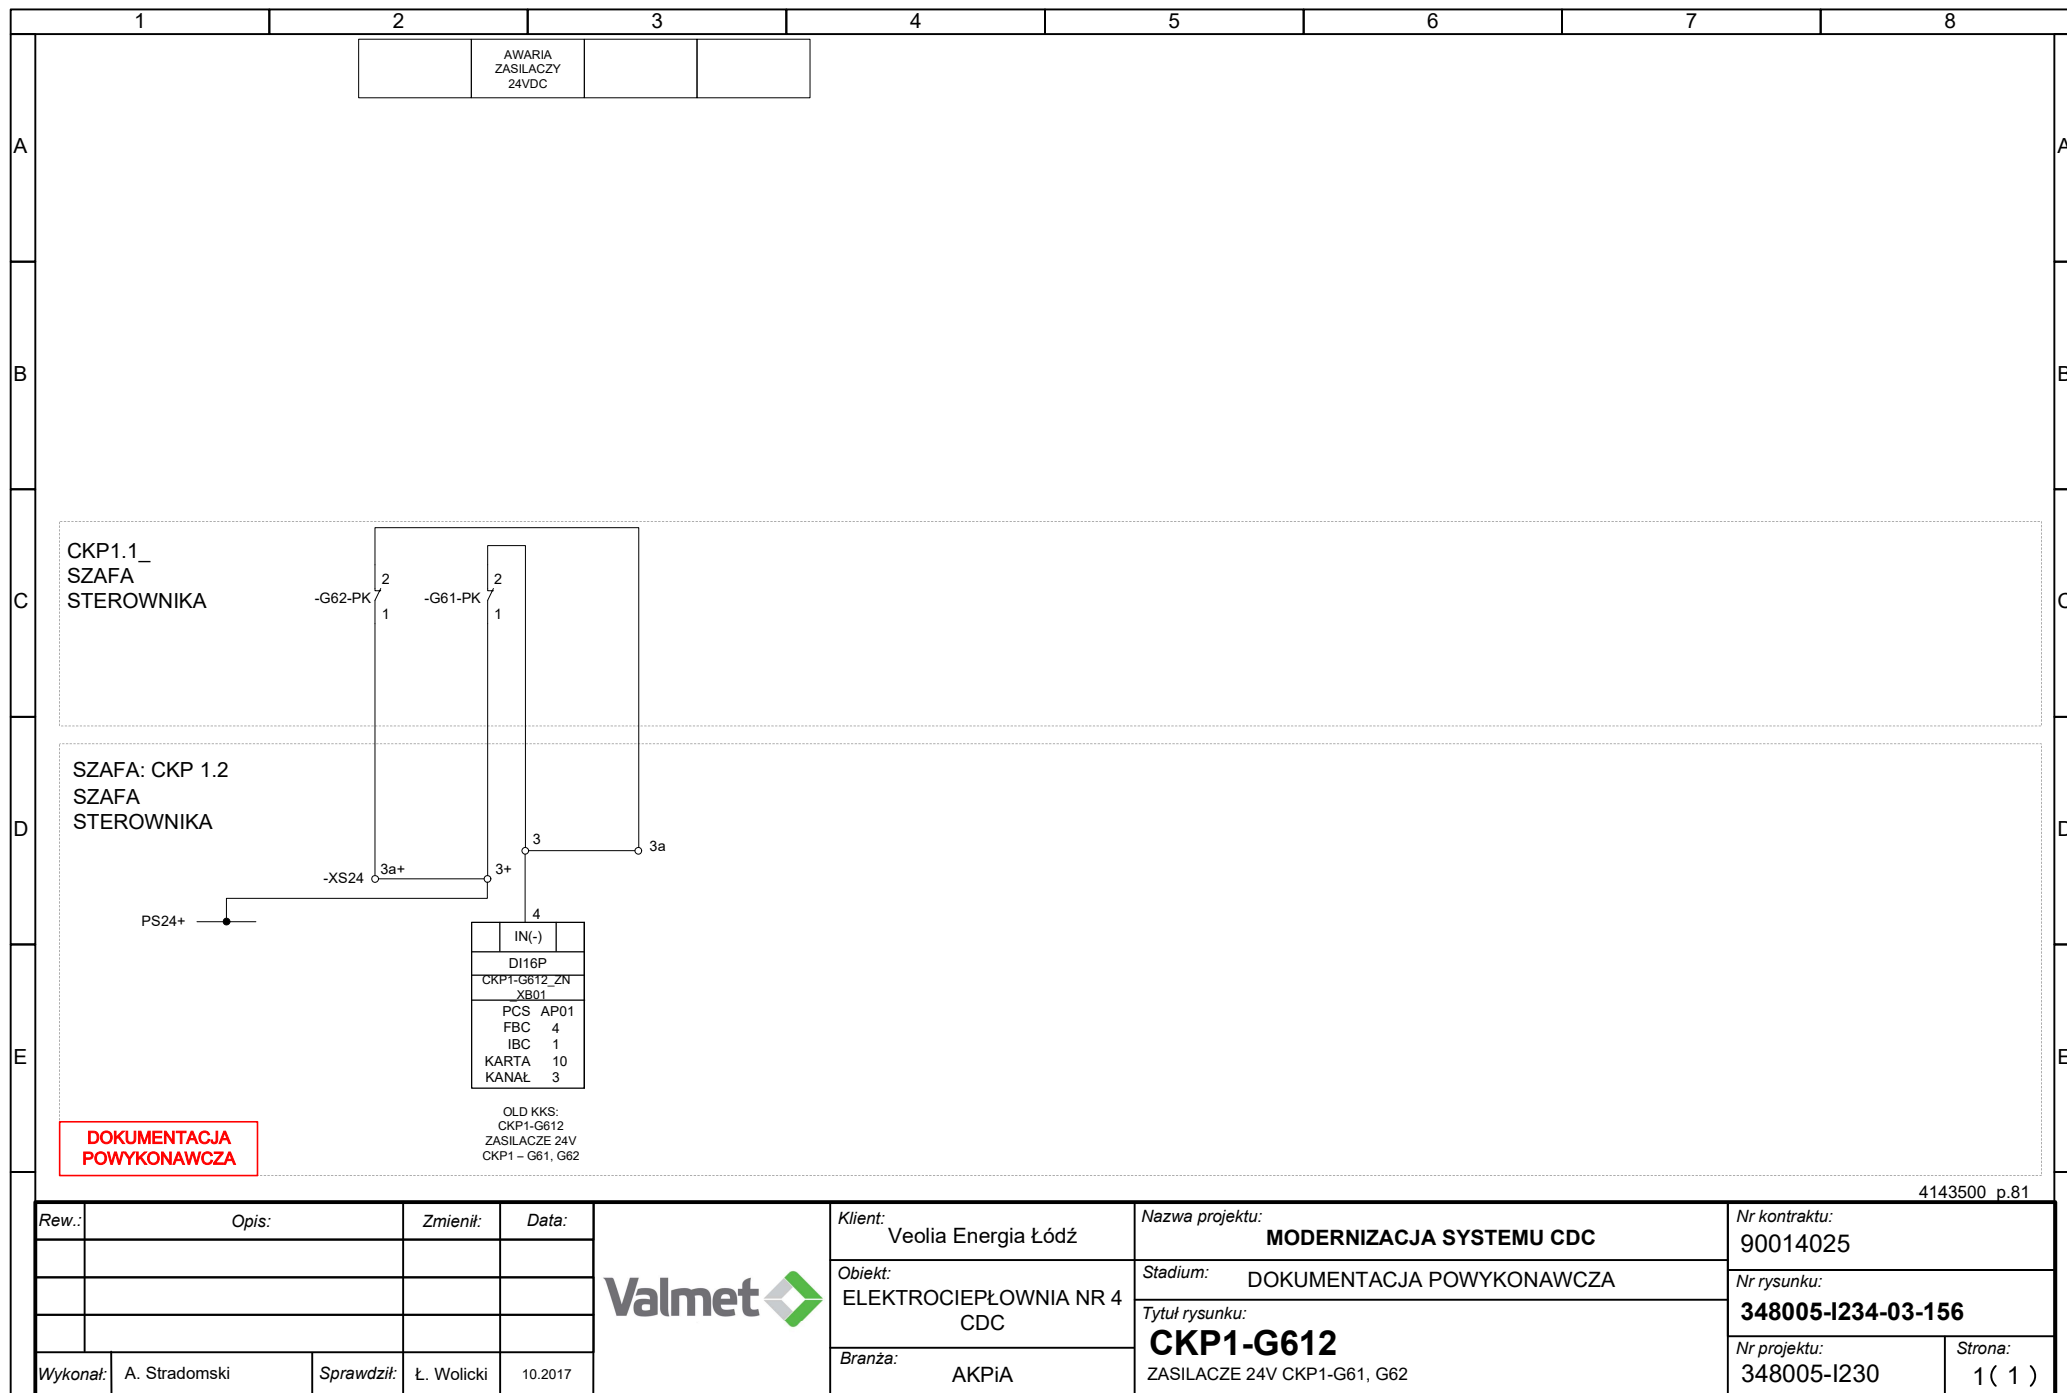 1 2 3 4 5 6 7 8
AWARIA
ZASILACZY
24VDC
A A
B B
C C
D D
E E
CKP1.1_
SZAFA
STEROWNIKA
-G62-PK
2
1
-G61-PK
2
1
SZAFA: CKP 1.2
SZAFA
STEROWNIKA
3
3a
-XS24
3a+
3+
PS24+
4
IN(-)
DI16P
CKP1-G612_ZN
_XB01
PCS AP01
FBC 4
IBC 1
KARTA 10
KANAŁ 3
OLD KKS:
CKP1-G612
ZASILACZE 24V
CKP1 – G61, G62
DOKUMENTACJA
POWYKONAWCZA
4143500 p.81
Rew.: Opis: Zmienił: Data:
Wykonał: A. Stradomski Sprawdził: Ł. Wolicki 10.2017
Valmet
Klient:
Veolia Energia Łódź
Obiekt:
ELEKTROCIEPŁOWNIA NR 4
CDC
Branża:
AKPiA
Nazwa projektu:
MODERNIZACJA SYSTEMU CDC
Stadium: DOKUMENTACJA POWYKONAWCZA
Tytuł rysunku:
CKP1-G612
ZASILACZE 24V CKP1-G61, G62
Nr kontraktu:
90014025
Nr rysunku:
348005-I234-03-156
Nr projektu:
348005-I230
Strona:
1( 1 )